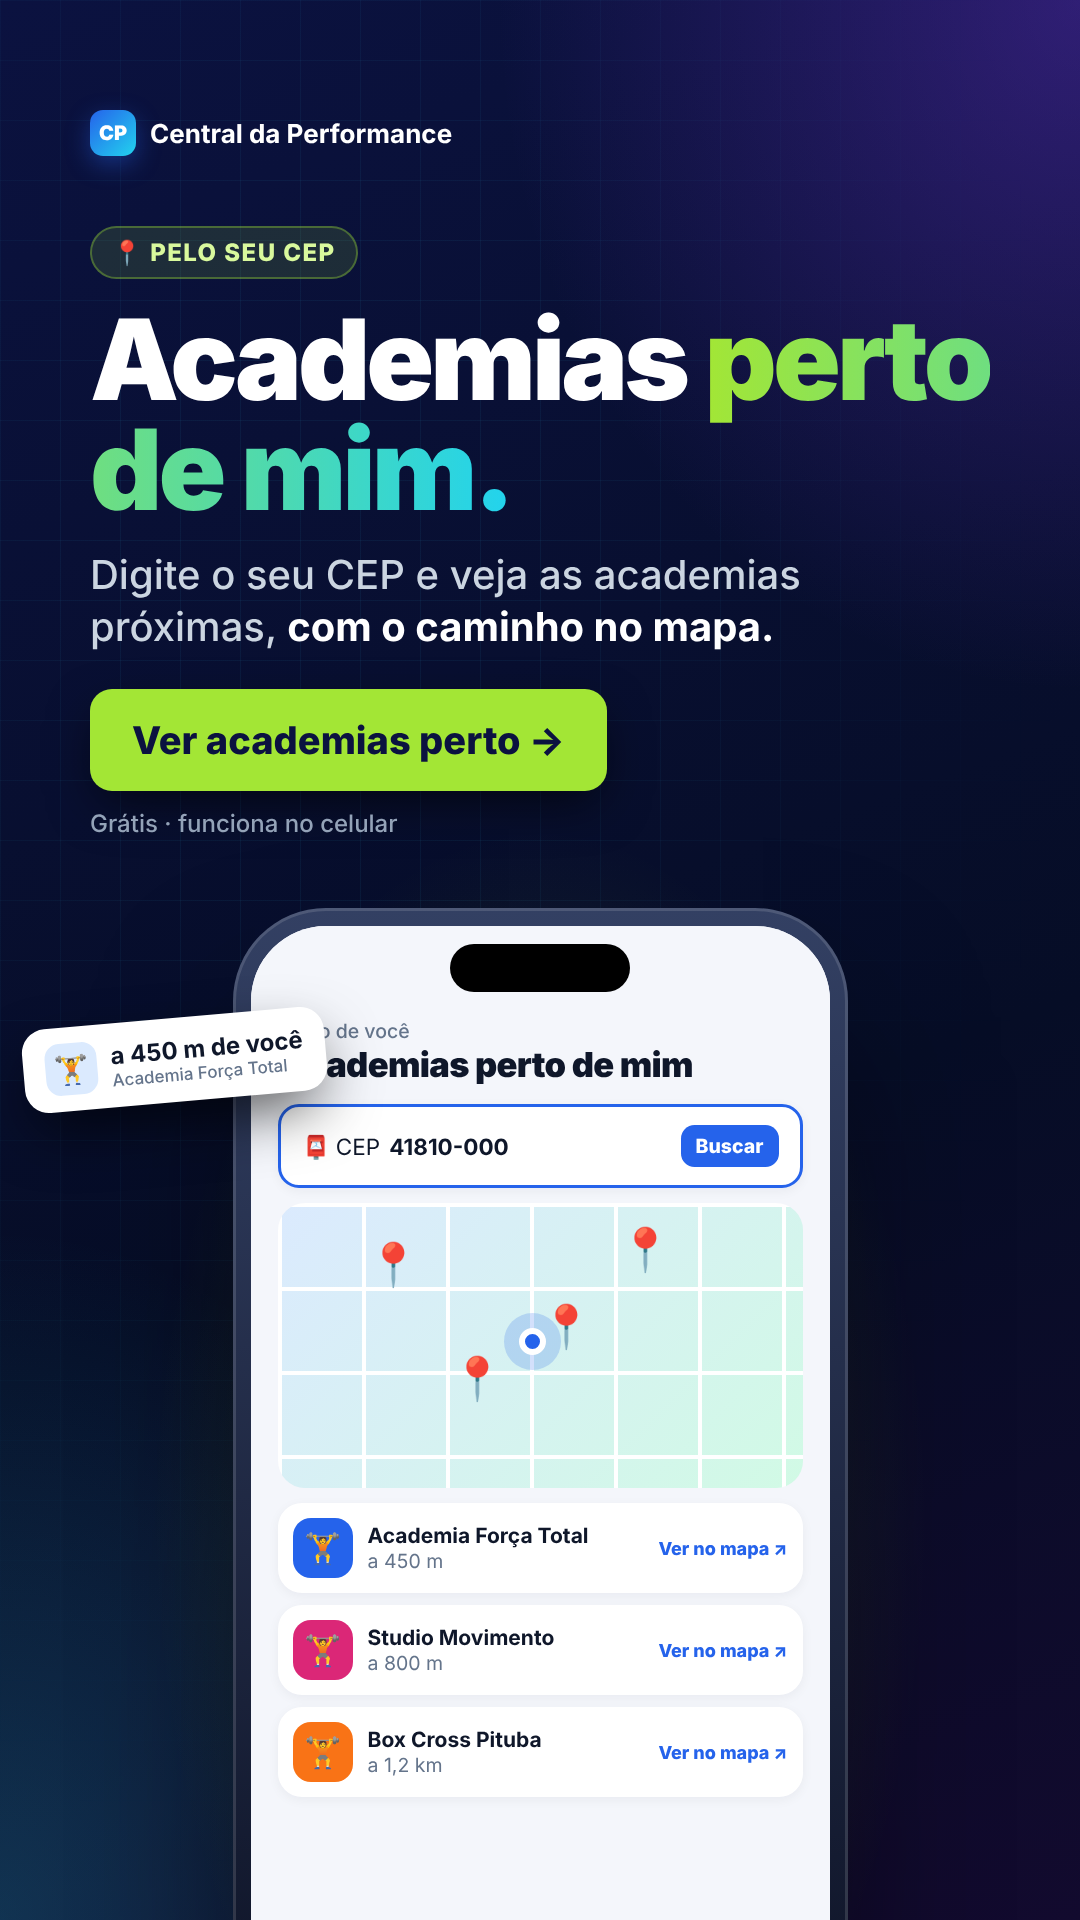 CP Central da Performance
PELO SEU CEP
Academias perto
de mim.
Digite o seu CEP e veja as academias
próximas, com o caminho no mapa.
Ver academias perto →
Grátis · funciona no celular
a 450 m de você
Academia Força Total
de você
ademias perto de mim
CEP 41810-000
Buscar
Academia Força Total
a 450 m
Ver no mapa ↗
Studio Movimento
a 800 m
Ver no mapa ↗
Box Cross Pituba
a 1,2 km
Ver no mapa ↗